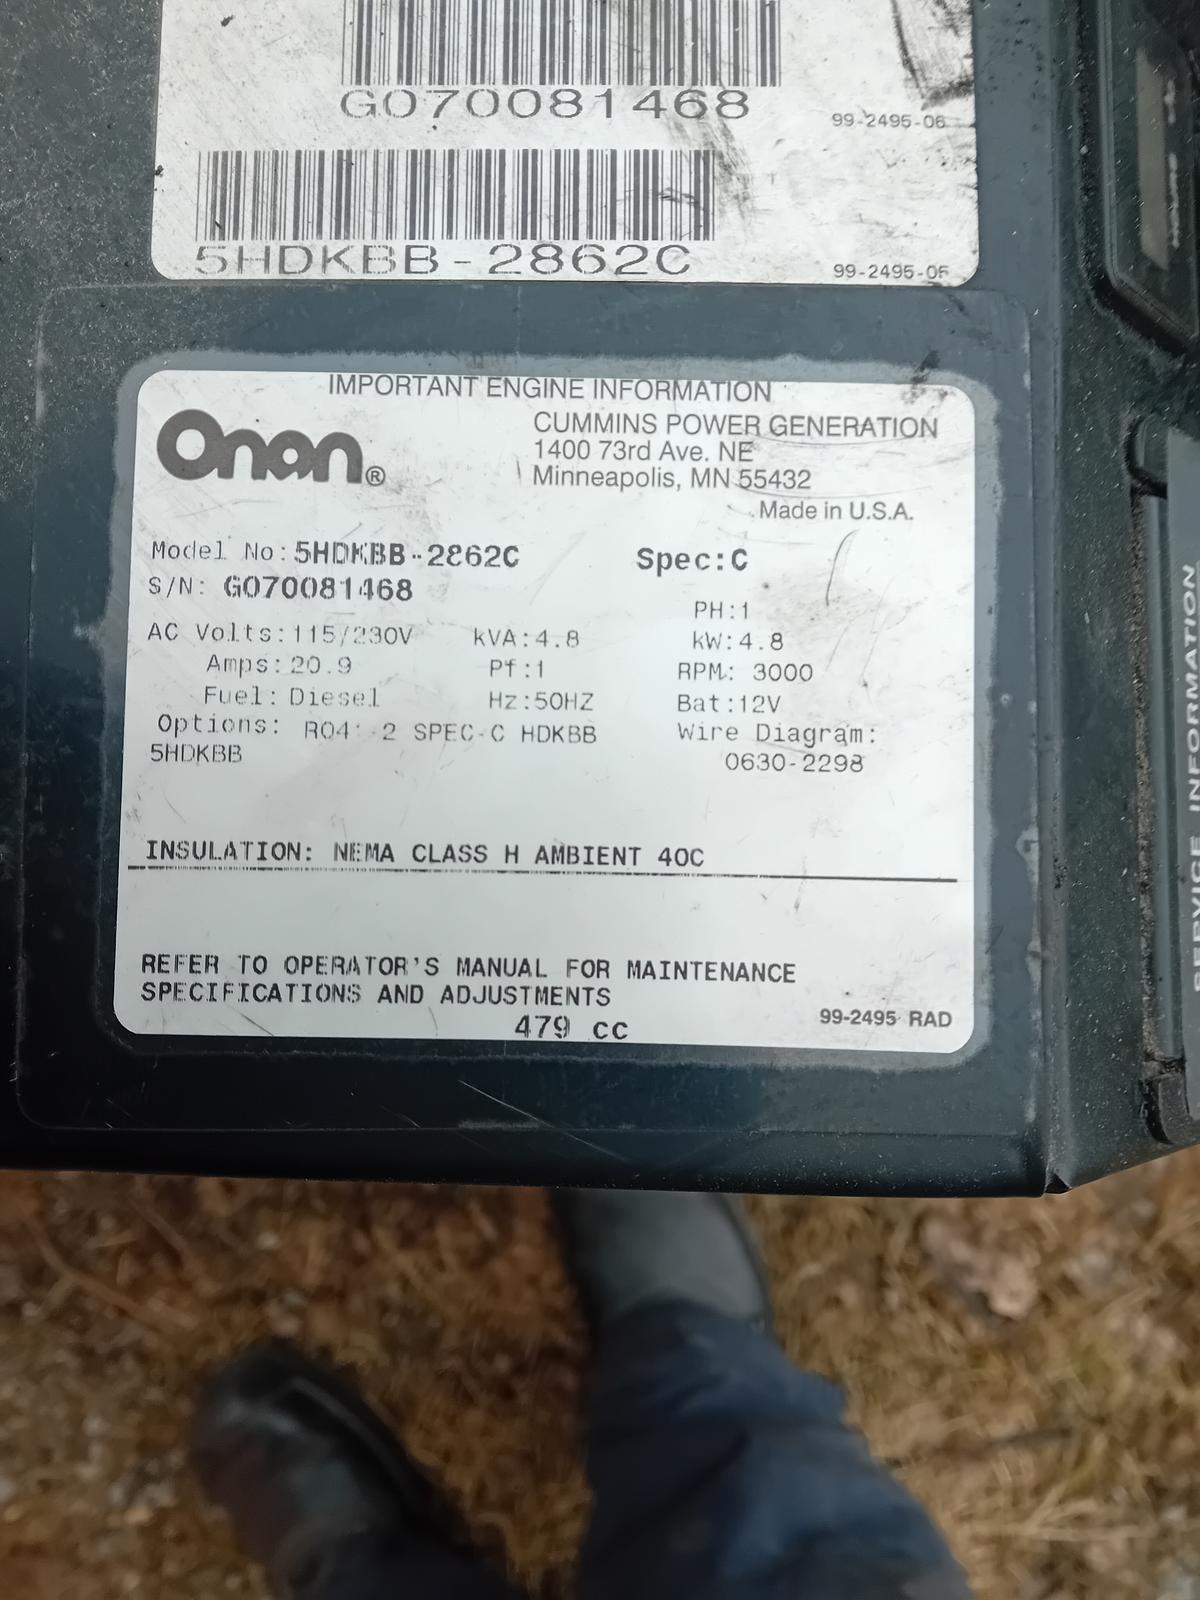 G070081468
99-2495-06
5HDKBB-2862C
99-2495-05
IMPORTANT ENGINE INFORMATION
Onan®
CUMMINS POWER GENERATION
1400 73rd Ave. NE
Minneapolis, MN 55432
Made in U.S.A.
Model No: 5HDKBB-2862C Spec:C
S/N: G070081468
PH:1
AC Volts:115/230V kVA:4.8 kW:4.8
Amps:20.9 Pf:1 RPM: 3000
Fuel: Diesel Hz:50HZ Bat:12V
Options: 2 SPEC-C HDKBB Wire Diagram:
5HDKBB 0630-2298
INSULATION: NEMA CLASS H AMBIENT 40C
REFER TO OPERATOR'S MANUAL FOR MAINTENANCE
SPECIFICATIONS AND ADJUSTMENTS
479 cc
99-2495 RAD
HOURS
SERVICE INFORMATION